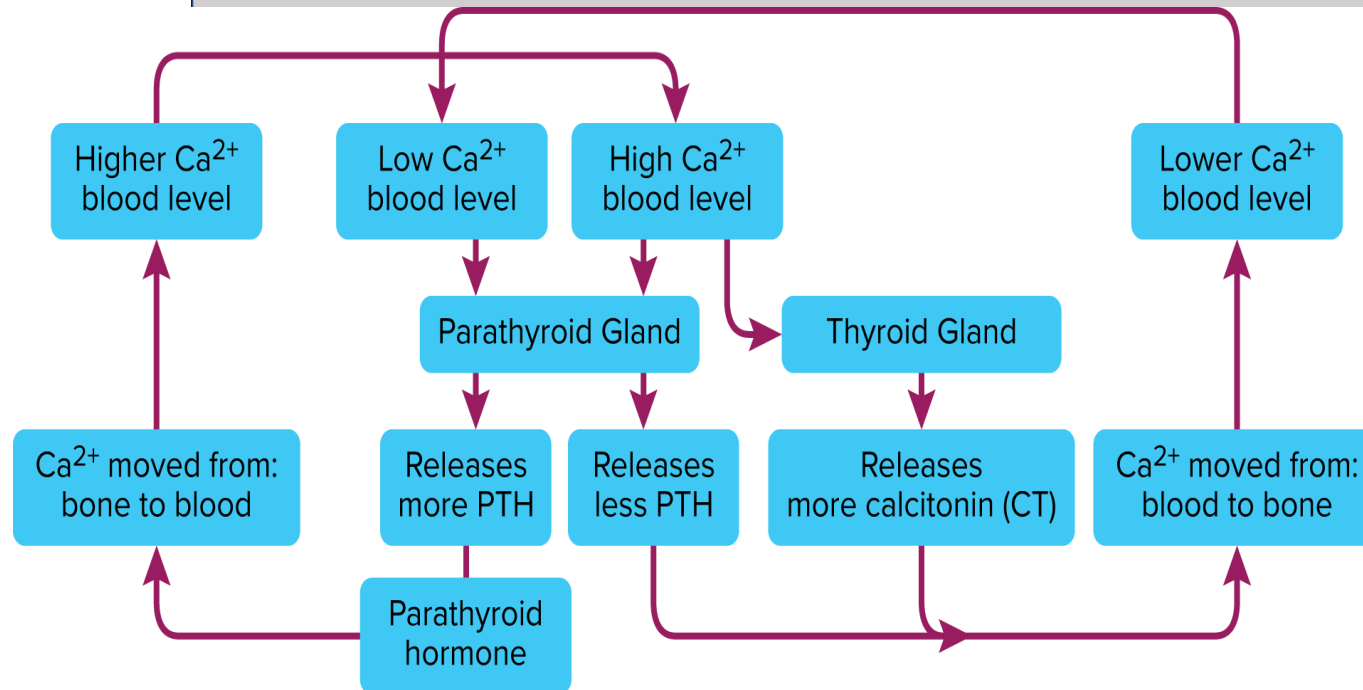 Higher Ca²⁺
blood level
Low Ca²⁺
blood level
High Ca²⁺
blood level
Lower Ca²⁺
blood level
Parathyroid Gland
Thyroid Gland
Ca²⁺ moved from:
bone to blood
Releases
more PTH
Releases
less PTH
Releases
more calcitonin (CT)
Ca²⁺ moved from:
blood to bone
Parathyroid
hormone